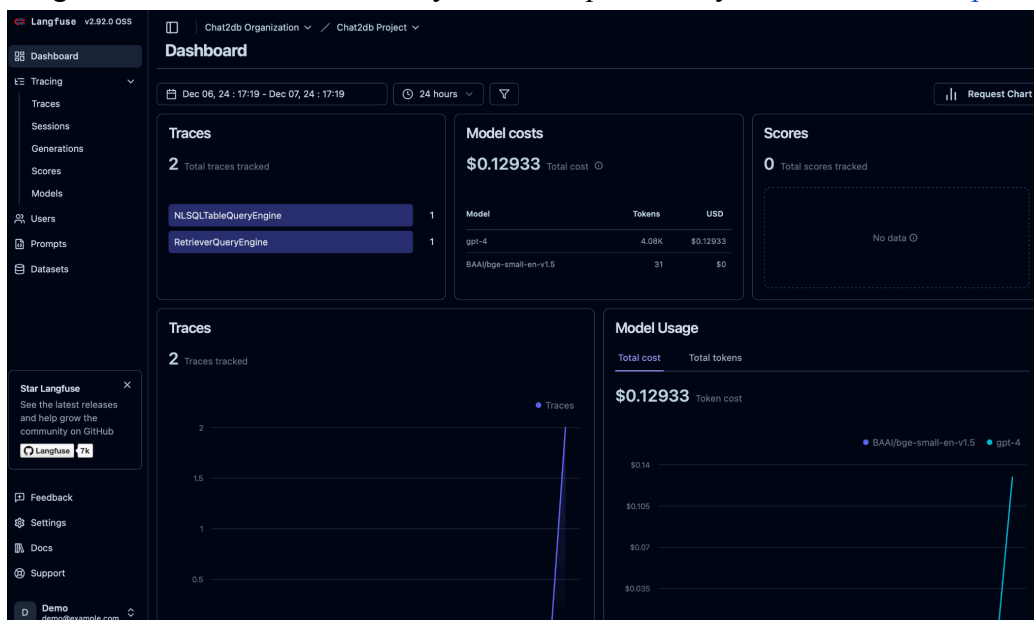 Langfuse v2.92.0 OSS
Chat2db Organization / Chat2db Project
Dashboard
Dashboard
Tracing
Traces
Sessions
Generations
Scores
Models
Users
Prompts
Datasets
Dec 06, 24 : 17:19 - Dec 07, 24 : 17:19
24 hours
Request Chart
Traces
2 Total traces tracked
NLSQLTableQueryEngine 1
RetrieverQueryEngine 1
Model costs
$0.12933 Total cost
Model Tokens USD
gpt-4 4.08K $0.12933
BAAI/bge-small-en-v1.5 31 $0
Scores
0 Total scores tracked
No data
Traces
2 Traces tracked
Traces
2
1.5
1
0.5
Model Usage
Total cost Total tokens
$0.12933 Token cost
BAAI/bge-small-en-v1.5 gpt-4
$0.14
$0.105
$0.07
$0.035
Star Langfuse
See the latest releases
and help grow the
community on GitHub
Langfuse 7k
Feedback
Settings
Docs
Support
D Demo
demo@example.com